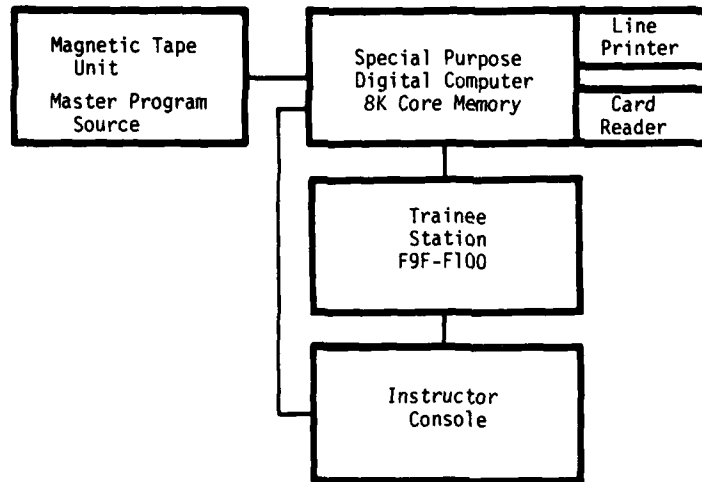 Magnetic Tape
Unit
Master Program
Source
Special Purpose
Digital Computer
8K Core Memory
Line
Printer
Card
Reader
Trainee
Station
F9F-F100
Instructor
Console